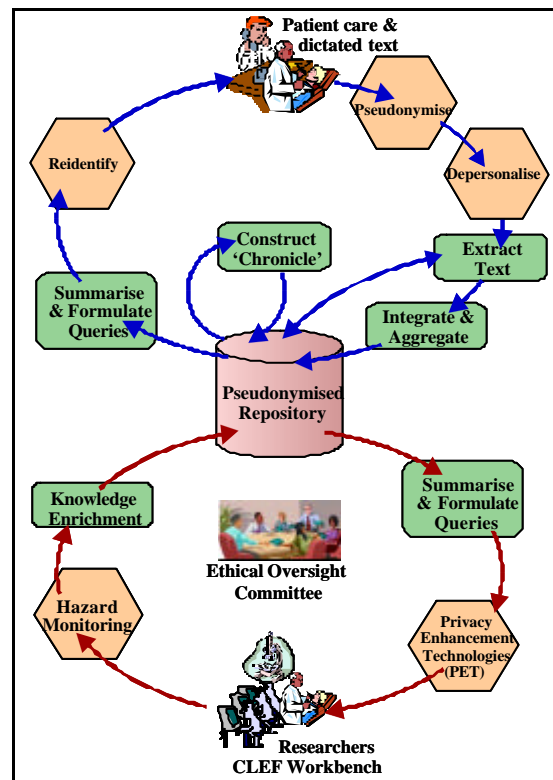 Patient care &
dictated text
Pseudonymise
Depersonalise
Reidentify
Construct
‘Chronicle’
Extract
Text
Summarise
& Formulate
Queries
Integrate &
Aggregate
Pseudonymised
Repository
Knowledge
Enrichment
Summarise
& Formulate
Queries
Ethical Oversight
Committee
Hazard
Monitoring
Privacy
Enhancement
Technologies
(PET)
Researchers
CLEF Workbench